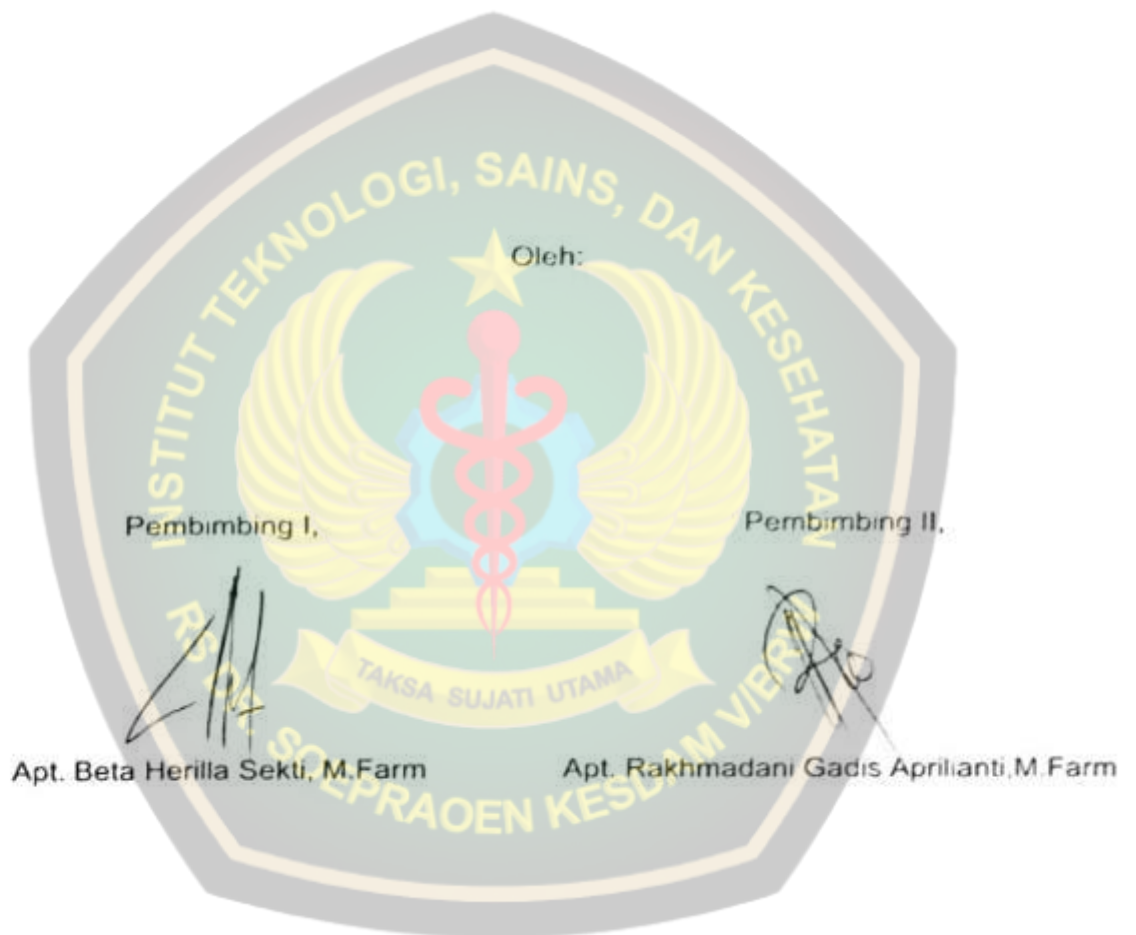 INSTITUT TEKNOLOGI, SAINS, DAN KESEHATAN
Oleh:
Pembimbing I,
Pembimbing II,
TAKSA SUJATI UTAMA
Apt. Beta Herilla Sekti, M.Farm
Apt. Rakhmadani Gadis Aprilianti,M.Farm
RS DR. SOEPRAOEN KESDAM V/BRW